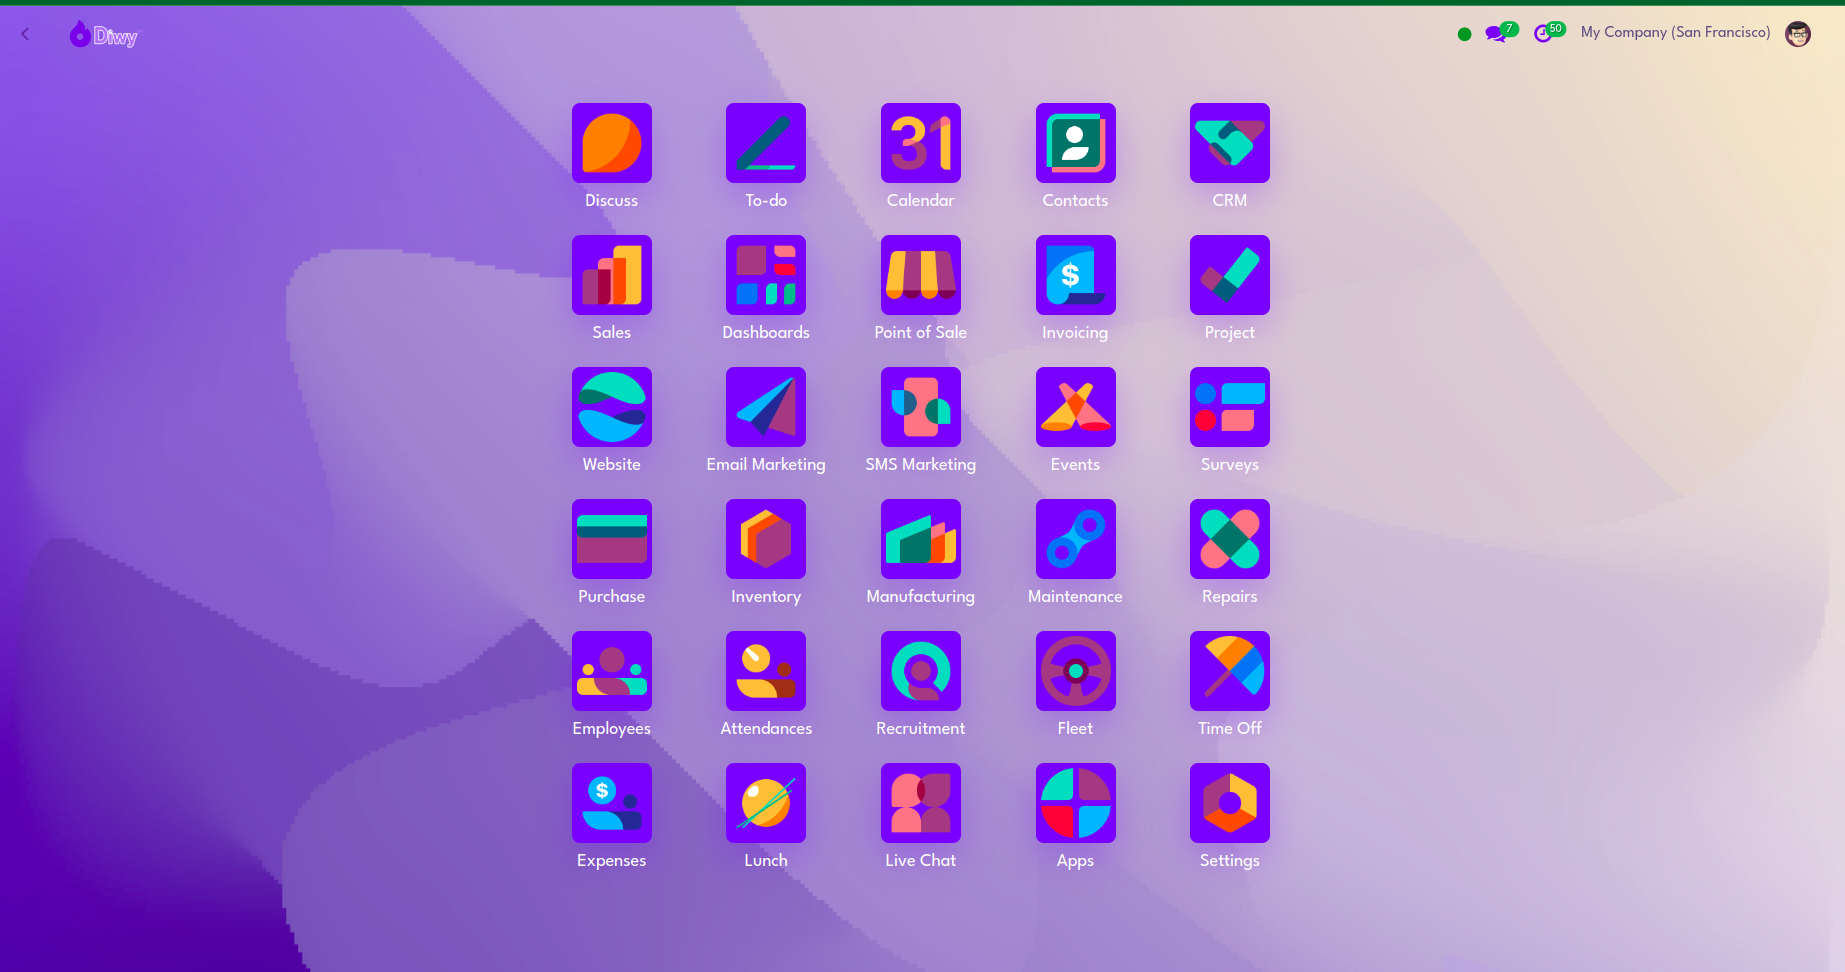 Diwy
7
50
My Company (San Francisco)
31
Discuss
To-do
Calendar
Contacts
CRM
$
Sales
Dashboards
Point of Sale
Invoicing
Project
Website
Email Marketing
SMS Marketing
Events
Surveys
Purchase
Inventory
Manufacturing
Maintenance
Repairs
Employees
Attendances
Recruitment
Fleet
Time Off
$
Expenses
Lunch
Live Chat
Apps
Settings